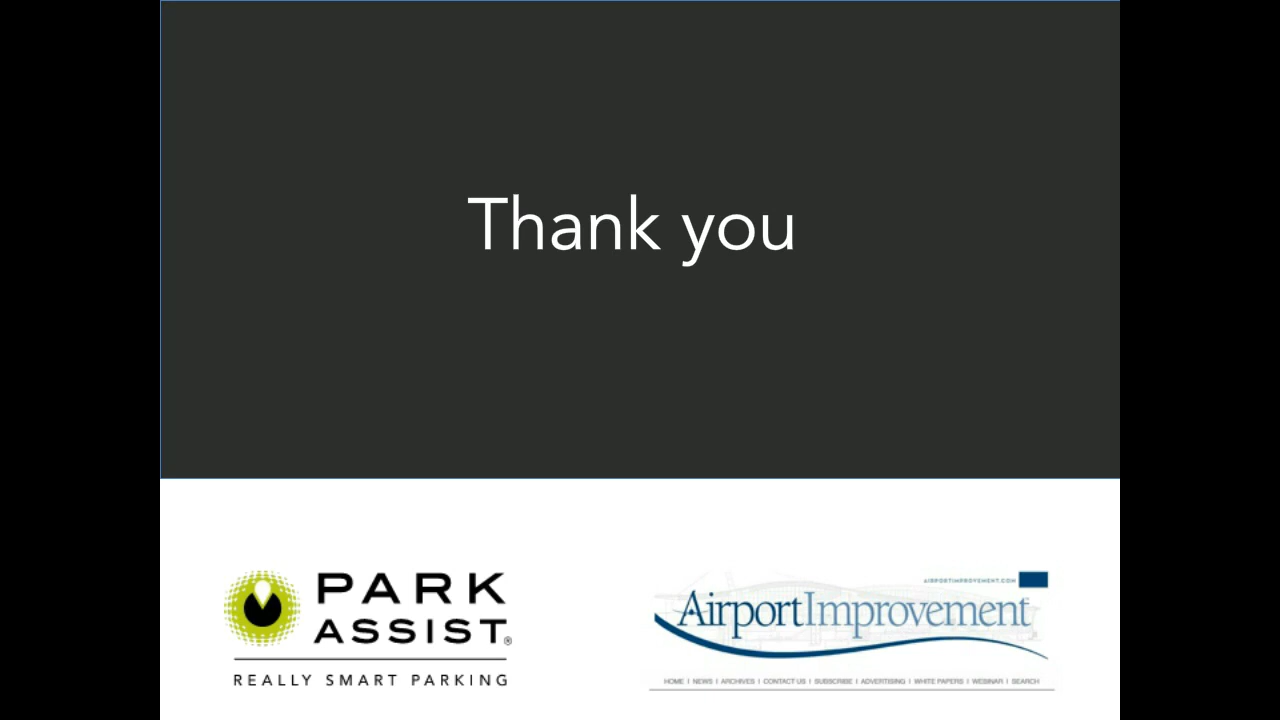 Thank you
PARK
ASSIST®
REALLY SMART PARKING
AIRPORTIMPROVEMENT.COM
AirportImprovement
HOME | NEWS | ARCHIVES | CONTACT US | SUBSCRIBE | ADVERTISING | WHITE PAPERS | WEBINAR | SEARCH